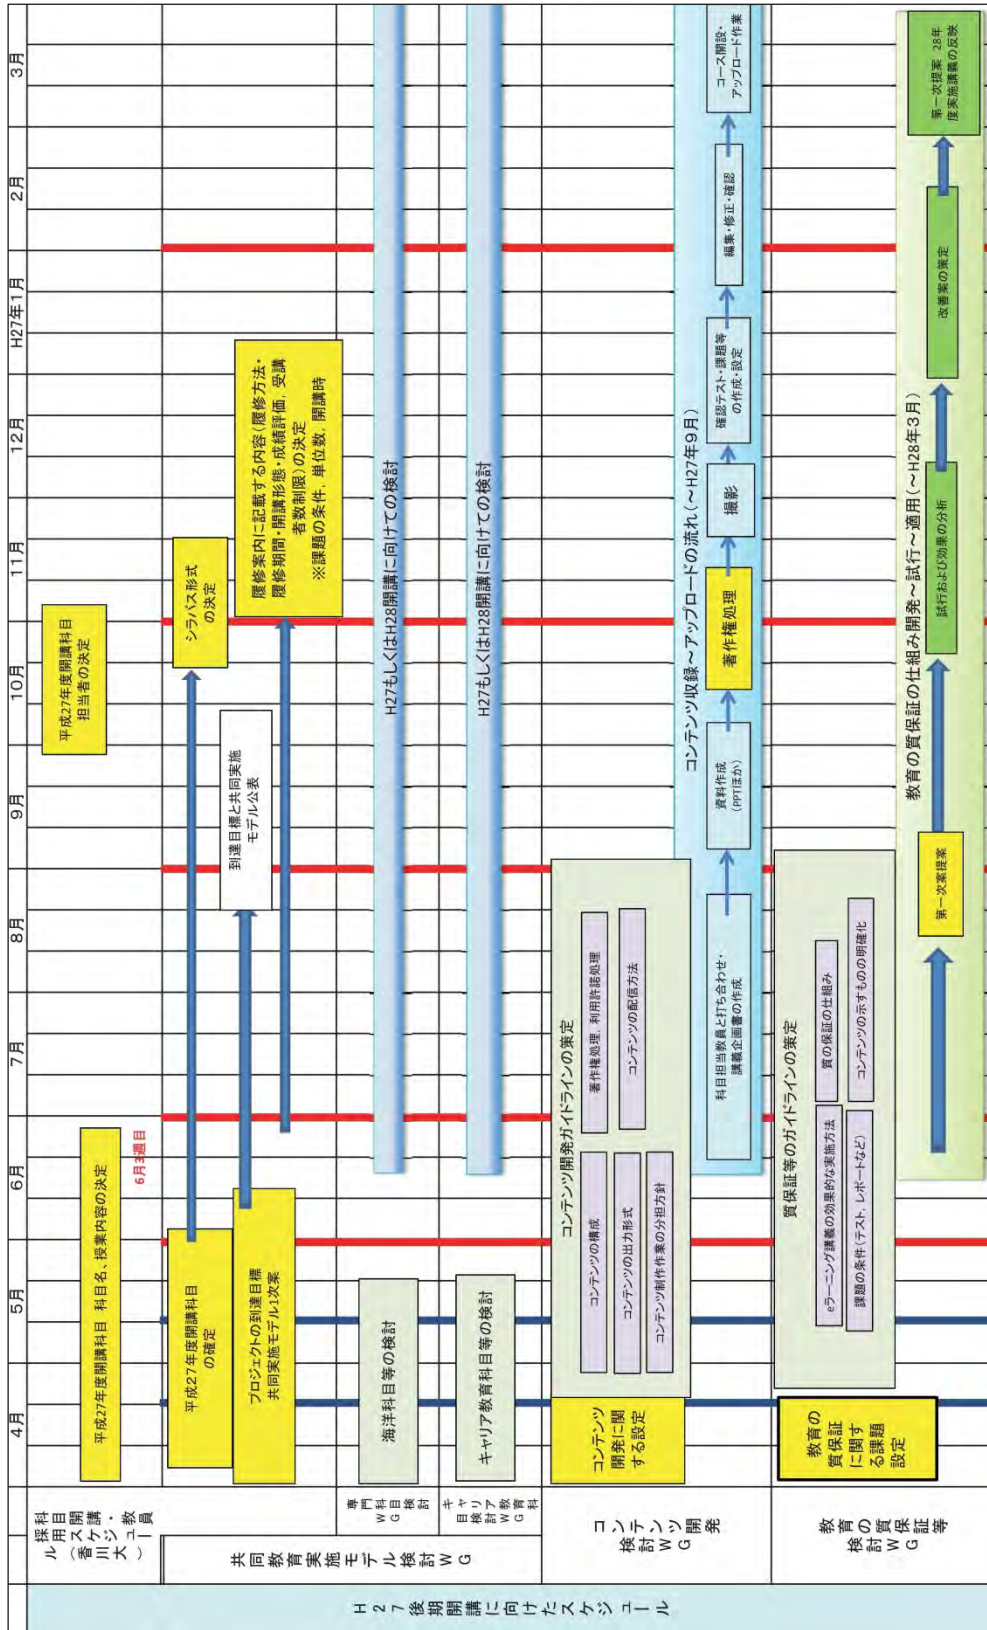 H27後期開講に向けたスケジュール
4月
5月
6月
7月
8月
9月
10月
11月
12月
H27年1月
2月
3月
科目開講・教員
採用スケジュール
(香川大)
平成27年度開講科目 科目名、授業内容の決定
6月3週目
平成27年度開講科目
担当者の決定
共同教育実施モデル検討WG
平成27年度開講科目
の確定
シラバス形式
の決定
プロジェクトの到達目標
共同実施モデル1次案
到達目標と共同実施
モデル公表
履修案内に記載する内容(履修方法・
履修期間・開講形態・成績評価, 受講
者数制限)の決定
※課題の条件, 単位数, 開講時
専門科目検討
WG
海洋科目等の検討
H27もしくはH28開講に向けての検討
キャリア教育科
目検討WG
キャリア教育科目等の検討
H27もしくはH28開講に向けての検討
コンテンツ開発
検討WG
コンテンツ
開発に関
する設定
コンテンツ開発ガイドラインの策定
コンテンツの構成
コンテンツの出力形式
コンテンツ制作作業の分担方針
著作権処理, 利用許諾処理
コンテンツの配信方法
コンテンツ収録~アップロードの流れ(~H27年9月)
科目担当教員と打ち合わせ・
講義企画書の作成
資料作成
(PPTほか)
著作権処理
撮影
確認テスト・課題等
の作成・設定
編集・修正・確認
コース開設・
アップロード作業
教育の質保証等
検討WG
教育の
質保証
に関す
る課題
設定
質保証等のガイドラインの策定
eラーニング講義の効果的な実施方法
課題の条件(テスト, レポートなど)
質の保証の仕組み
コンテンツの示すものの明確化
教育の質保証の仕組み開発~試行~適用(~H28年3月)
第一次案提案
試行および効果の分析
改善案の策定
第一次提案 28年
度実施講義の反映